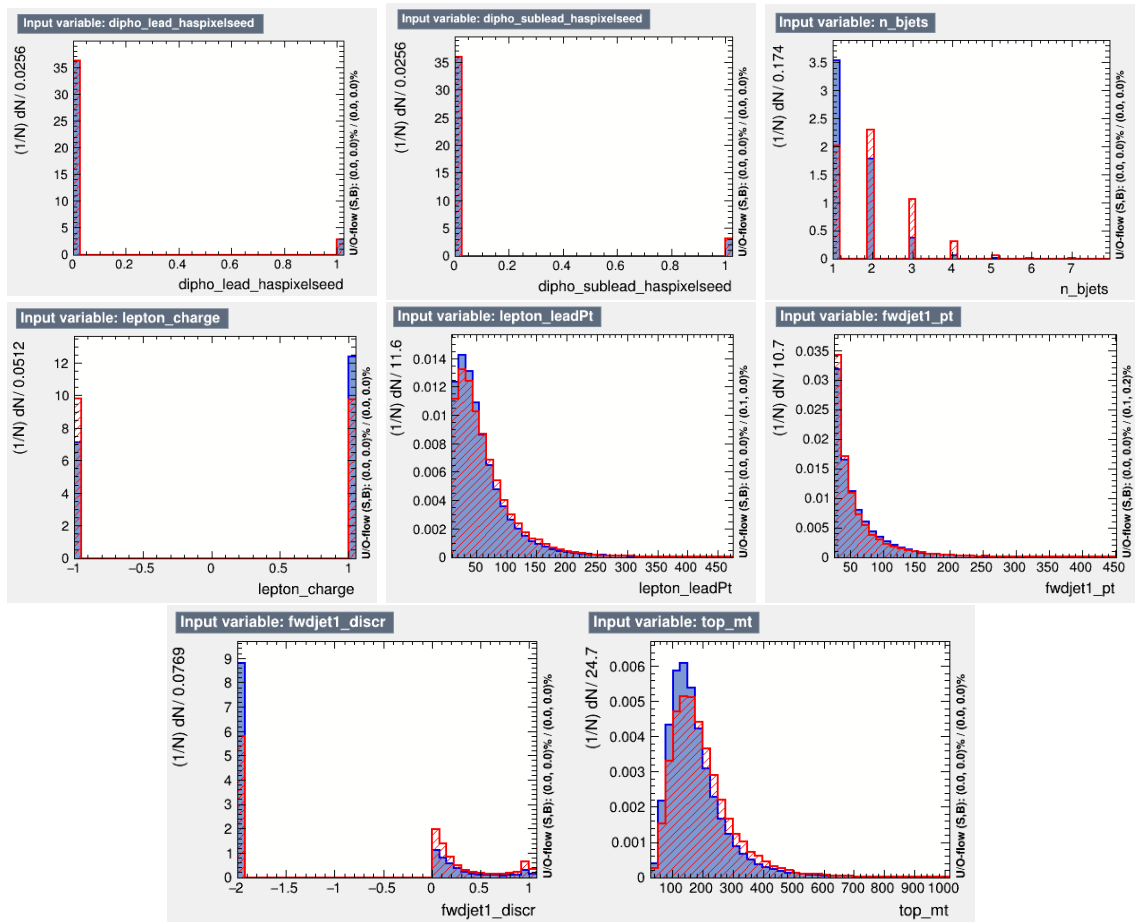 Input variable: dipho_lead_haspixelseed
(1/N) dN/ 0.0256
35
30
25
20
15
10
5
0
0 0.2 0.4 0.6 0.8 1
dipho_lead_haspixelseed
U/O-flow (S,B): (0.0, 0.0)% / (0.0, 0.0)%
Input variable: dipho_sublead_haspixelseed
(1/N) dN/ 0.0256
35
30
25
20
15
10
5
0
0 0.2 0.4 0.6 0.8 1
dipho_sublead_haspixelseed
U/O-flow (S,B): (0.0, 0.0)% / (0.0, 0.0)%
Input variable: n_bjets
(1/N) dN/ 0.174
3.5
3
2.5
2
1.5
1
0.5
0
1 2 3 4 5 6 7
n_bjets
U/O-flow (S,B): (0.0, 0.0)% / (0.0, 0.0)%
Input variable: lepton_charge
(1/N) dN/ 0.0512
12
10
8
6
4
2
0
−1 −0.5 0 0.5 1
lepton_charge
U/O-flow (S,B): (0.0, 0.0)% / (0.0, 0.0)%
Input variable: lepton_leadPt
(1/N) dN/ 11.6
0.014
0.012
0.01
0.008
0.006
0.004
0.002
0
50 100 150 200 250 300 350 400 450
lepton_leadPt
U/O-flow (S,B): (0.0, 0.0)% / (0.1, 0.0)%
Input variable: fwdjet1_pt
(1/N) dN/ 10.7
0.035
0.03
0.025
0.02
0.015
0.01
0.005
0
50 100 150 200 250 300 350 400 450
fwdjet1_pt
U/O-flow (S,B): (0.0, 0.0)% / (0.1, 0.2)%
Input variable: fwdjet1_discr
(1/N) dN/ 0.0769
9
8
7
6
5
4
3
2
1
0
−2 −1.5 −1 −0.5 0 0.5 1
fwdjet1_discr
U/O-flow (S,B): (0.0, 0.0)% / (0.0, 0.0)%
Input variable: top_mt
(1/N) dN/ 24.7
0.006
0.005
0.004
0.003
0.002
0.001
0
100 200 300 400 500 600 700 800 900 1000
top_mt
U/O-flow (S,B): (0.0, 0.0)% / (0.0, 0.0)%